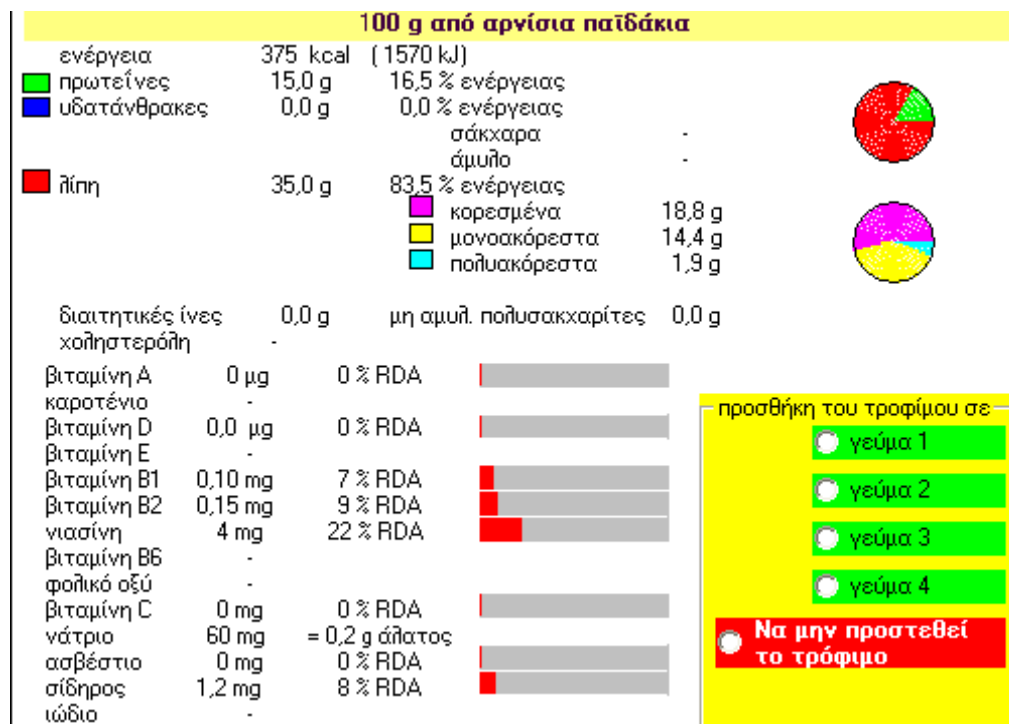 100 g από αρνίσια παϊδάκια
ενέργεια 375 kcal (1570 kJ)
πρωτεΐνες 15,0 g 16,5 % ενέργειας
υδατάνθρακες 0,0 g 0,0 % ενέργειας
σάκχαρα -
άμυλο -
λίπη 35,0 g 83,5 % ενέργειας
κορεσμένα 18,8 g
μονοακόρεστα 14,4 g
πολυακόρεστα 1,9 g
διαιτητικές ίνες 0,0 g μη αμυλ. πολυσακχαρίτες 0,0 g
χοληστερόλη -
βιταμίνη A 0 μg 0 % RDA
καροτένιο -
βιταμίνη D 0,0 μg 0 % RDA
βιταμίνη E -
βιταμίνη B1 0,10 mg 7 % RDA
βιταμίνη B2 0,15 mg 9 % RDA
νιασίνη 4 mg 22 % RDA
βιταμίνη B6 -
φολικό οξύ -
βιταμίνη C 0 mg 0 % RDA
νάτριο 60 mg = 0,2 g άλατος
ασβέστιο 0 mg 0 % RDA
σίδηρος 1,2 mg 8 % RDA
ιώδιο -
προσθήκη του τροφίμου σε
γεύμα 1
γεύμα 2
γεύμα 3
γεύμα 4
Να μην προστεθεί
το τρόφιμο